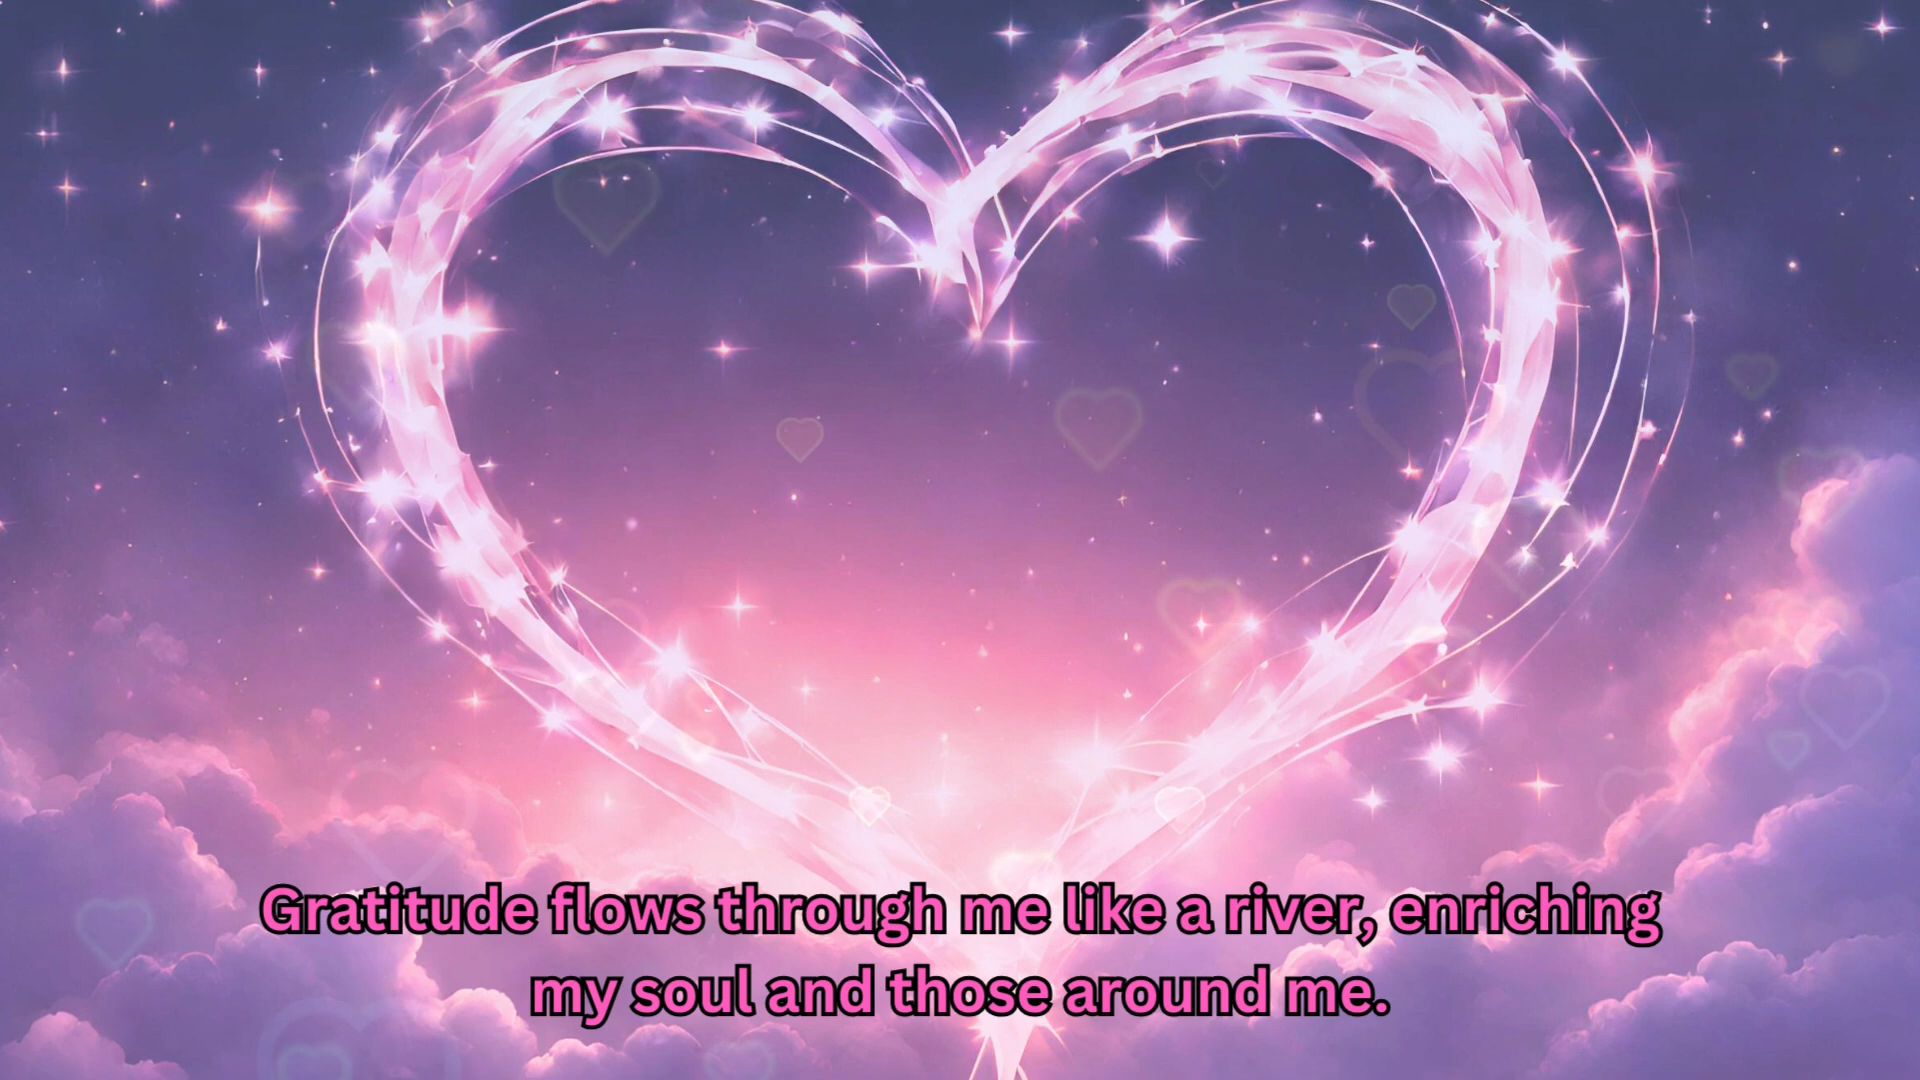 Gratitude flows through me like a river, enriching
my soul and those around me.